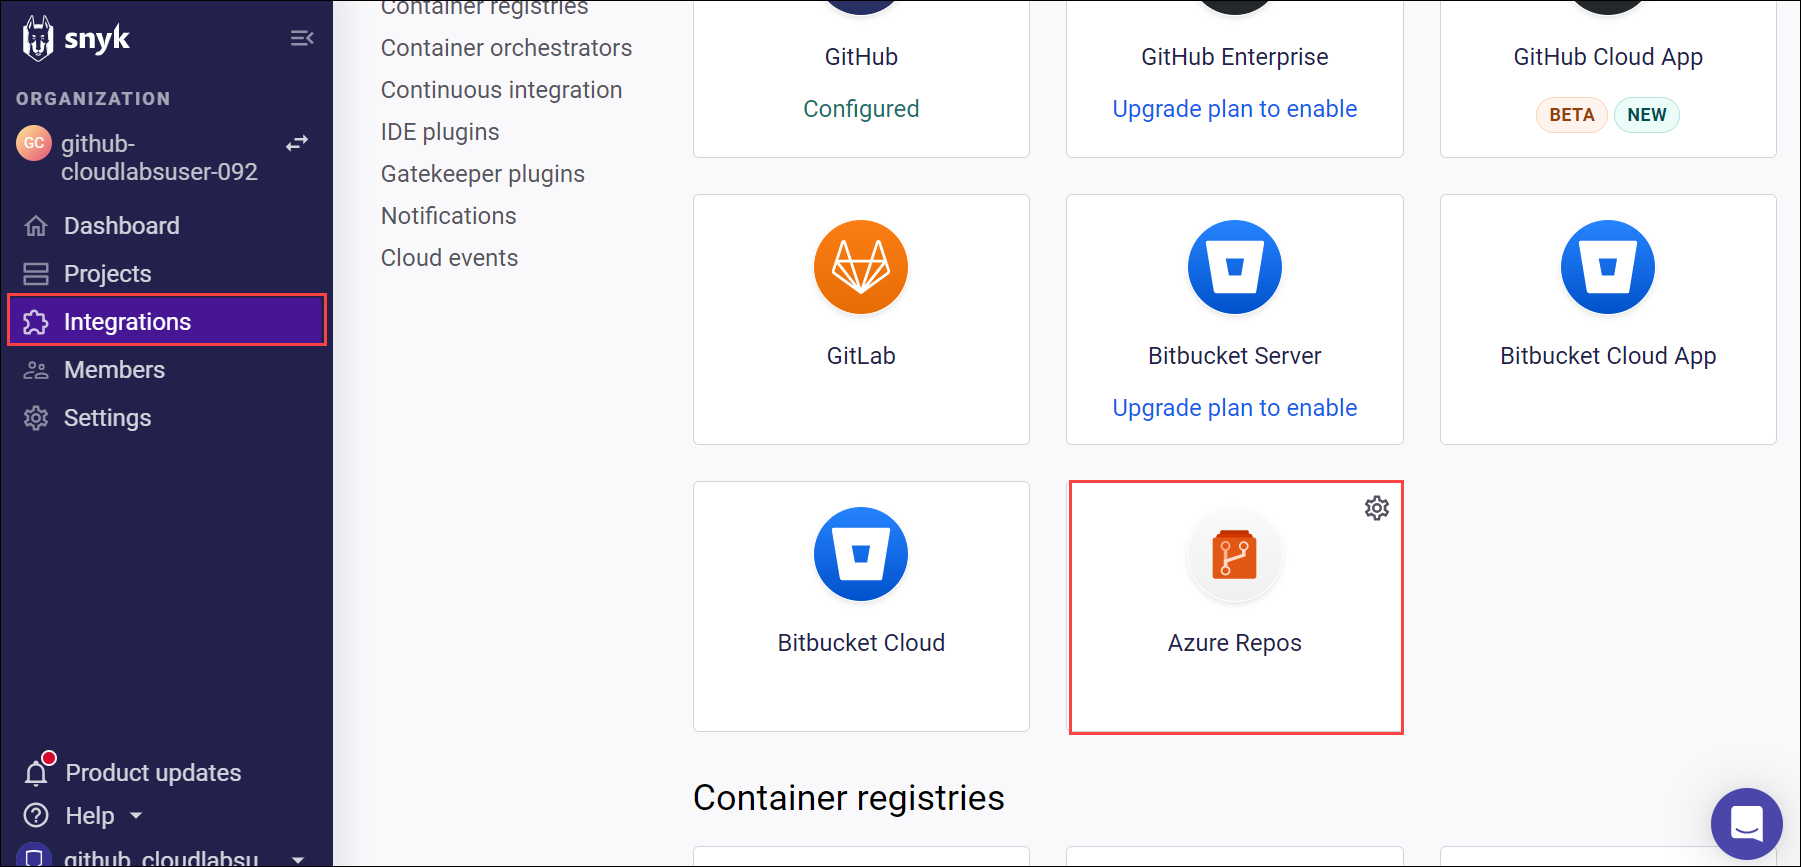 snyk
ORGANIZATION
GC
github-
cloudlabsuser-092
Dashboard
Projects
Integrations
Members
Settings
Product updates
Help
github_cloudlabsu
Container registries
Container orchestrators
Continuous integration
IDE plugins
Gatekeeper plugins
Notifications
Cloud events
GitHub
Configured
GitHub Enterprise
Upgrade plan to enable
GitHub Cloud App
BETA NEW
GitLab
Bitbucket Server
Upgrade plan to enable
Bitbucket Cloud App
Bitbucket Cloud
Azure Repos
Container registries